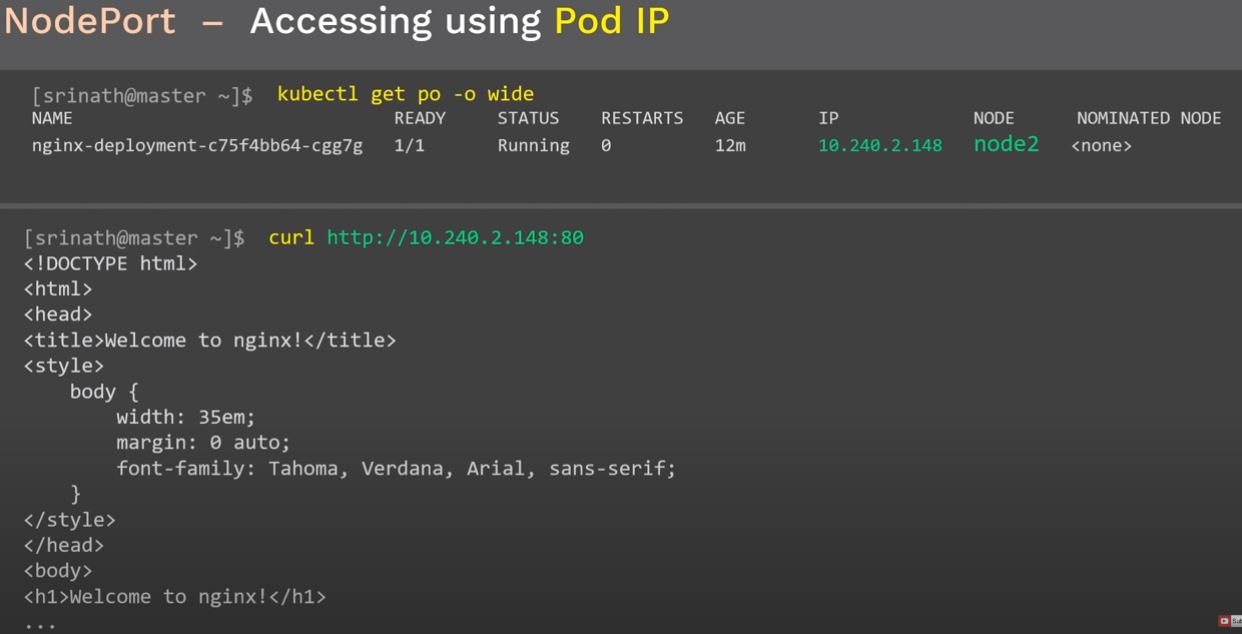 NodePort – Accessing using Pod IP
[srinath@master ~]$ kubectl get po -o wide
NAME READY STATUS RESTARTS AGE IP NODE NOMINATED NODE
nginx-deployment-c75f4bb64-cgg7g 1/1 Running 0 12m 10.240.2.148 node2 <none>
[srinath@master ~]$ curl http://10.240.2.148:80
<!DOCTYPE html>
<html>
<head>
<title>Welcome to nginx!</title>
<style>
    body {
        width: 35em;
        margin: 0 auto;
        font-family: Tahoma, Verdana, Arial, sans-serif;
    }
</style>
</head>
<body>
<h1>Welcome to nginx!</h1>
...